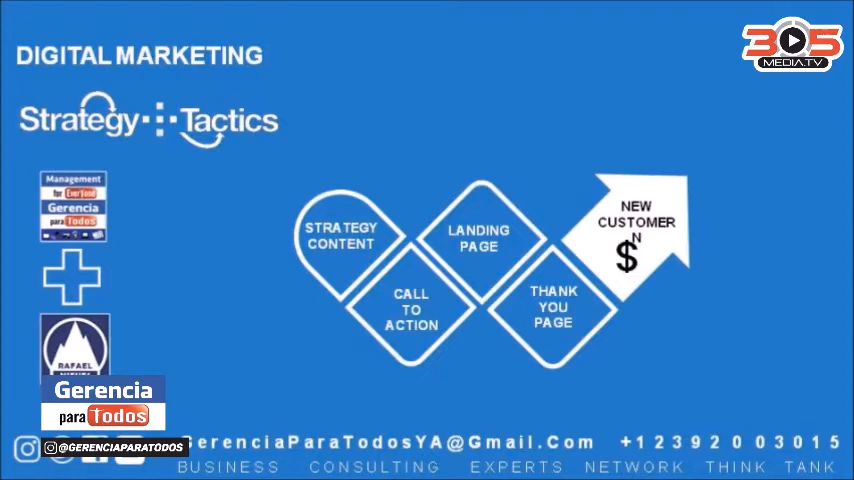 305
MEDIA.TV
DIGITAL MARKETING
Strategy Tactics
Management
for EverYone
Gerencia
para Todos
STRATEGY
CONTENT
CALL
TO
ACTION
LANDING
PAGE
THANK
YOU
PAGE
NEW
CUSTOMER
N
$
RAFAEL
Gerencia
para Todos
@GERENCIAPARATODOS
GerenciaParaTodosYA@Gmail.Com +12392003015
BUSINESS CONSULTING EXPERTS NETWORK THINK TANK